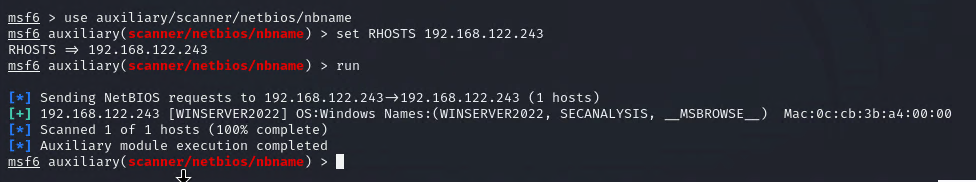 msf6 > use auxiliary/scanner/netbios/nbname
msf6 auxiliary(scanner/netbios/nbname) > set RHOSTS 192.168.122.243
RHOSTS => 192.168.122.243
msf6 auxiliary(scanner/netbios/nbname) > run
[*] Sending NetBIOS requests to 192.168.122.243->192.168.122.243 (1 hosts)
[+] 192.168.122.243 [WINSERVER2022] OS:Windows Names:(WINSERVER2022, SECANALYSIS, __MSBROWSE__)  Mac:0c:cb:3b:a4:00:00
[*] Scanned 1 of 1 hosts (100% complete)
[*] Auxiliary module execution completed
msf6 auxiliary(scanner/netbios/nbname) >